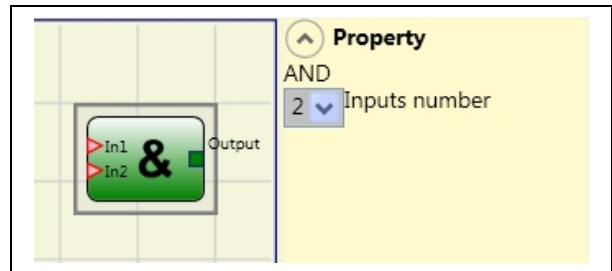 Property
AND
2 Inputs number
In1 & Output
In2